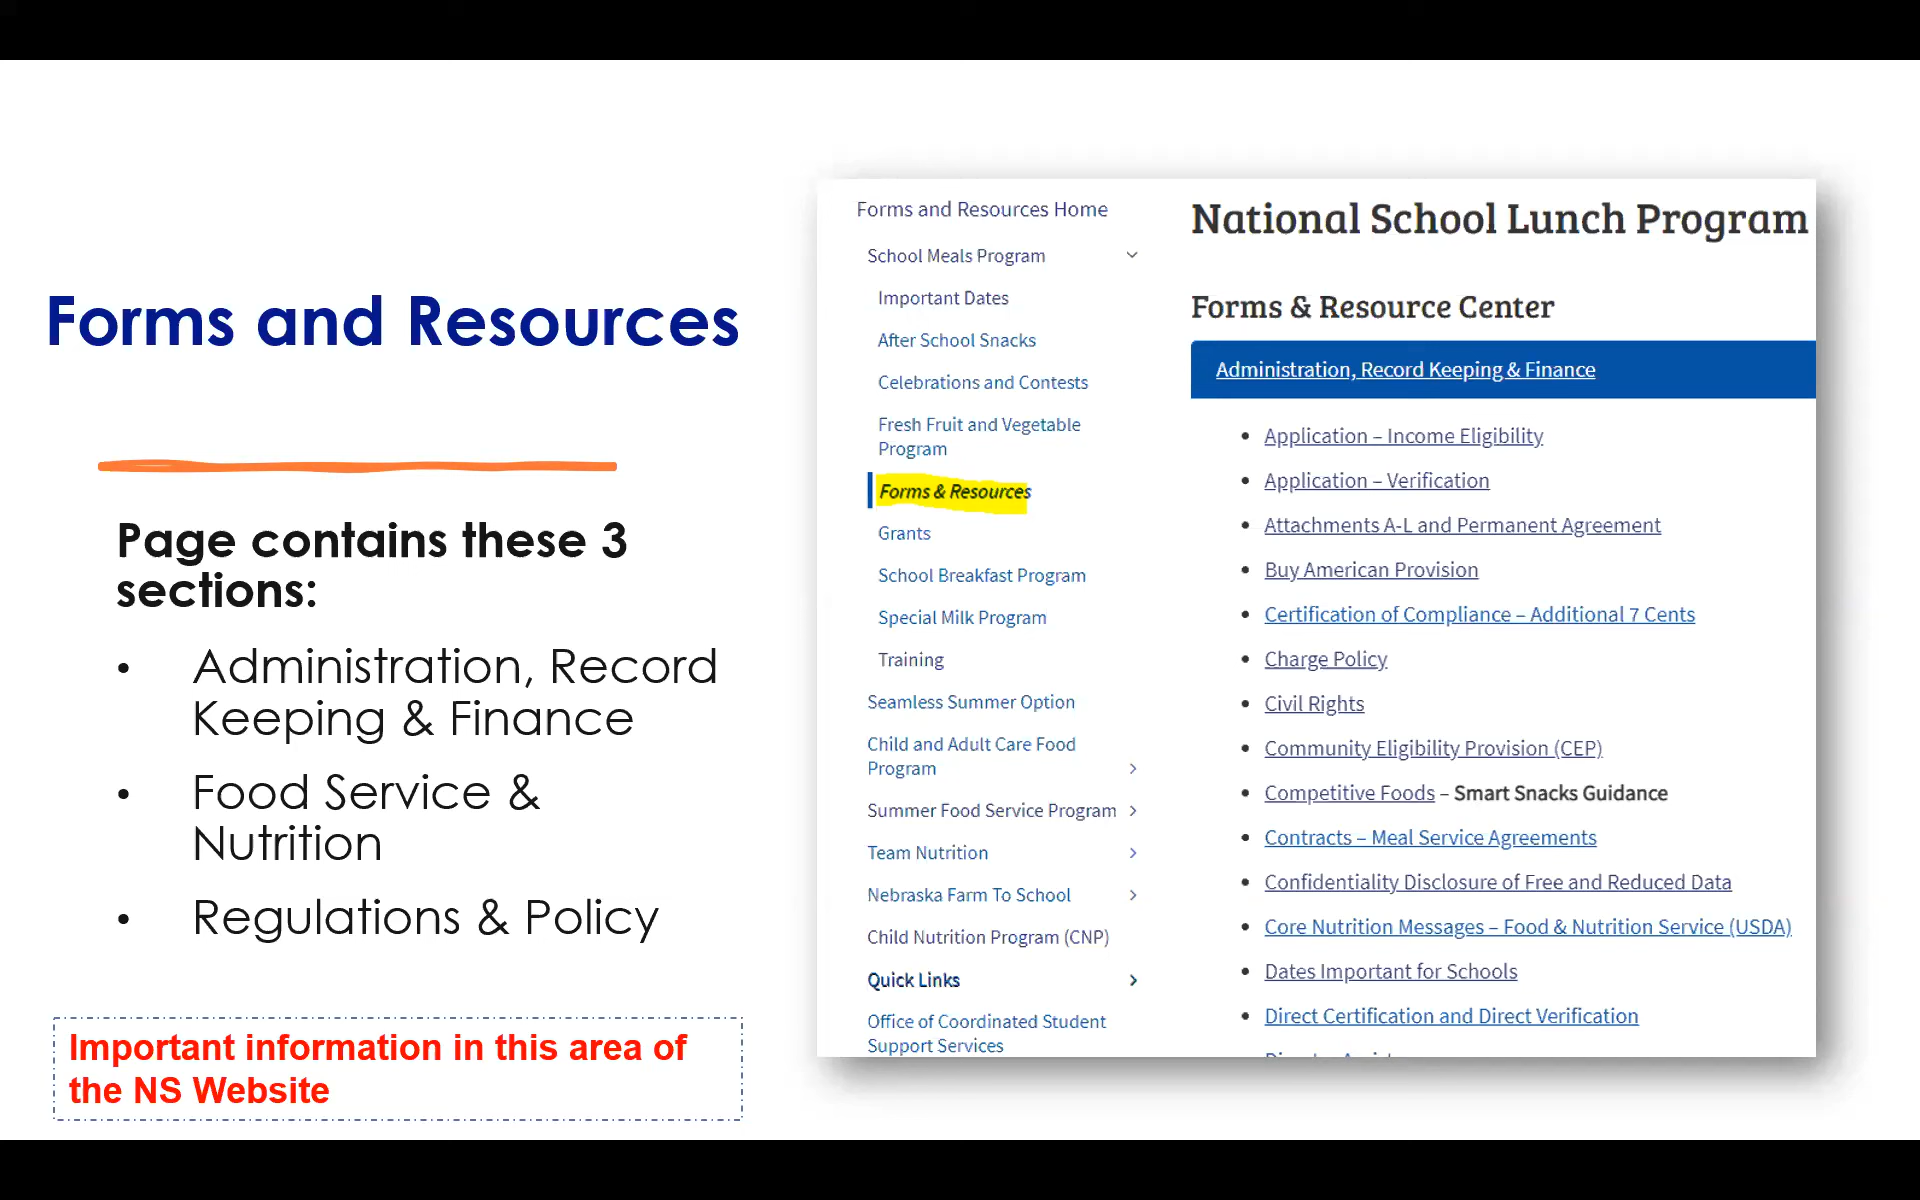 Forms and Resources
Page contains these 3
sections:
• Administration, Record
Keeping & Finance
• Food Service &
Nutrition
• Regulations & Policy
Important information in this area of
the NS Website
Forms and Resources Home
School Meals Program
Important Dates
After School Snacks
Celebrations and Contests
Fresh Fruit and Vegetable
Program
Forms & Resources
Grants
School Breakfast Program
Special Milk Program
Training
Seamless Summer Option
Child and Adult Care Food
Program
Summer Food Service Program
Team Nutrition
Nebraska Farm To School
Child Nutrition Program (CNP)
Quick Links
Office of Coordinated Student
Support Services
National School Lunch Program
Forms & Resource Center
Administration, Record Keeping & Finance
• Application – Income Eligibility
• Application – Verification
• Attachments A-L and Permanent Agreement
• Buy American Provision
• Certification of Compliance – Additional 7 Cents
• Charge Policy
• Civil Rights
• Community Eligibility Provision (CEP)
• Competitive Foods – Smart Snacks Guidance
• Contracts – Meal Service Agreements
• Confidentiality Disclosure of Free and Reduced Data
• Core Nutrition Messages – Food & Nutrition Service (USDA)
• Dates Important for Schools
• Direct Certification and Direct Verification